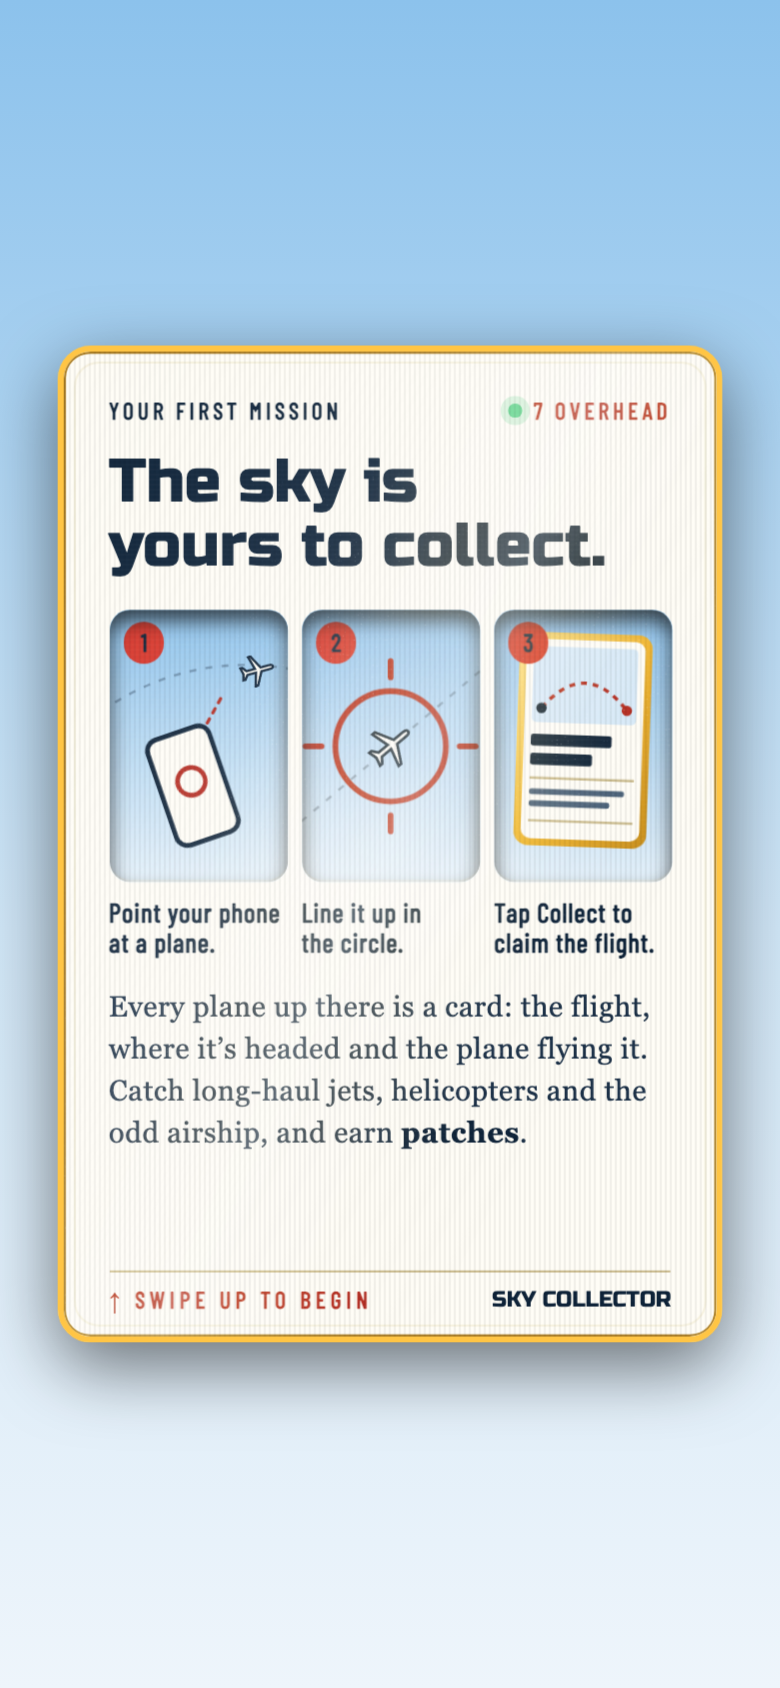 YOUR FIRST MISSION
7 OVERHEAD
The sky is
yours to collect.
1
2
3
Point your phone
at a plane.
Line it up in
the circle.
Tap Collect to
claim the flight.
Every plane up there is a card: the flight,
where it’s headed and the plane flying it.
Catch long-haul jets, helicopters and the
odd airship, and earn patches.
↑ SWIPE UP TO BEGIN
SKY COLLECTOR